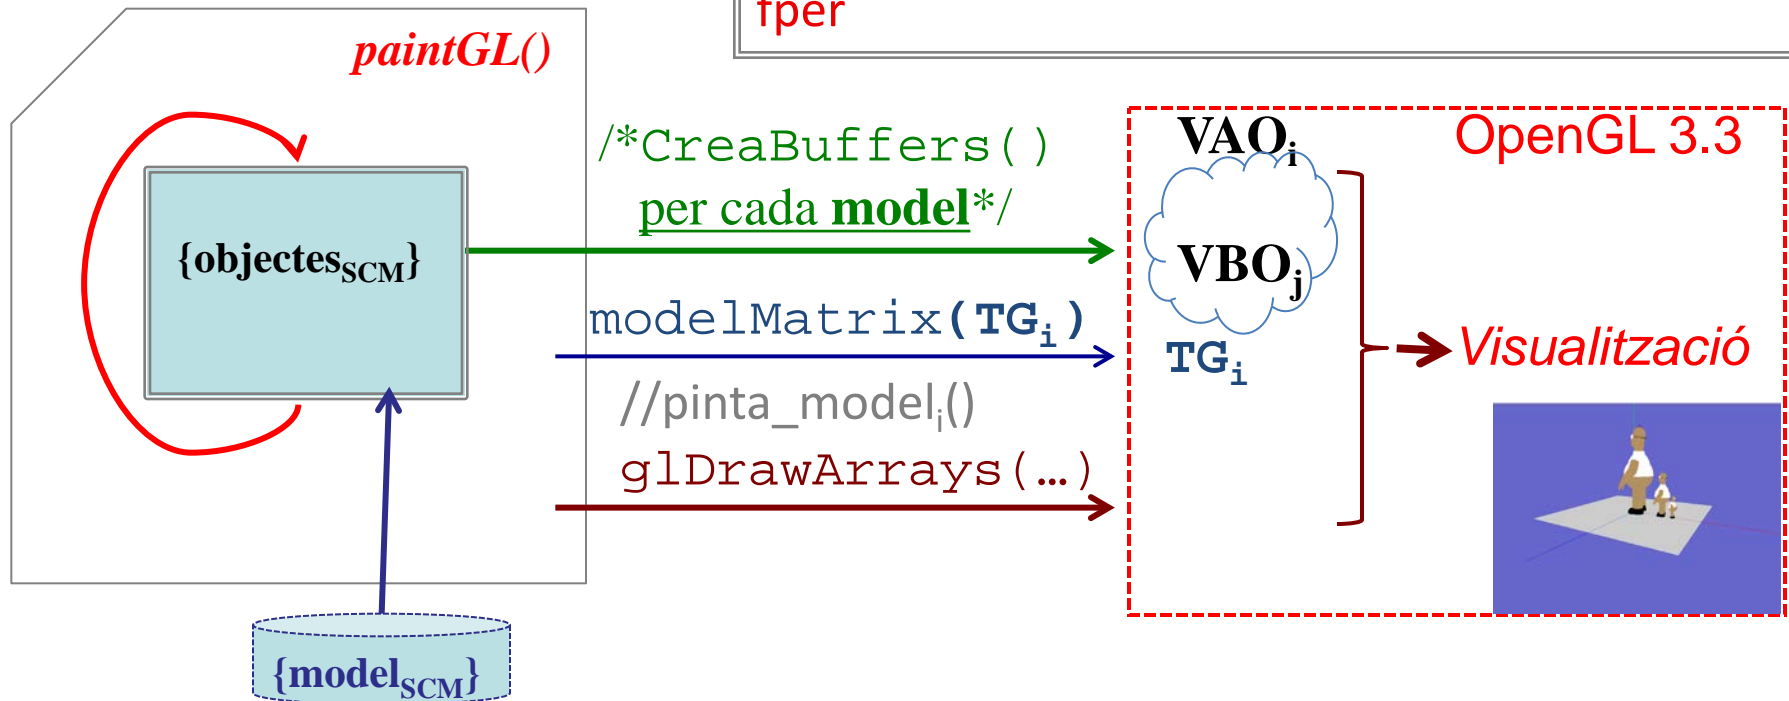 fper
paintGL()
/*CreaBuffers()
per cada model*/
{objectesSCM}
modelMatrix(TGi)
//pinta_modeli()
glDrawArrays(…)
{modelSCM}
OpenGL 3.3
VAOi
VBOj
TGi
Visualització